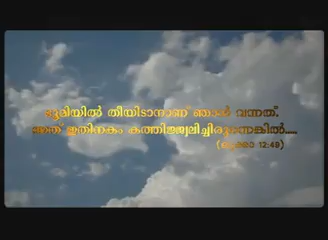 ഭൂമിയിൽ തീയിടാനാണ് ഞാൻ വന്നത്.
അത് ഇതിനകം കത്തിജ്ജ്വലിച്ചിരുന്നെങ്കിൽ....
(ലൂക്കാ 12:49)